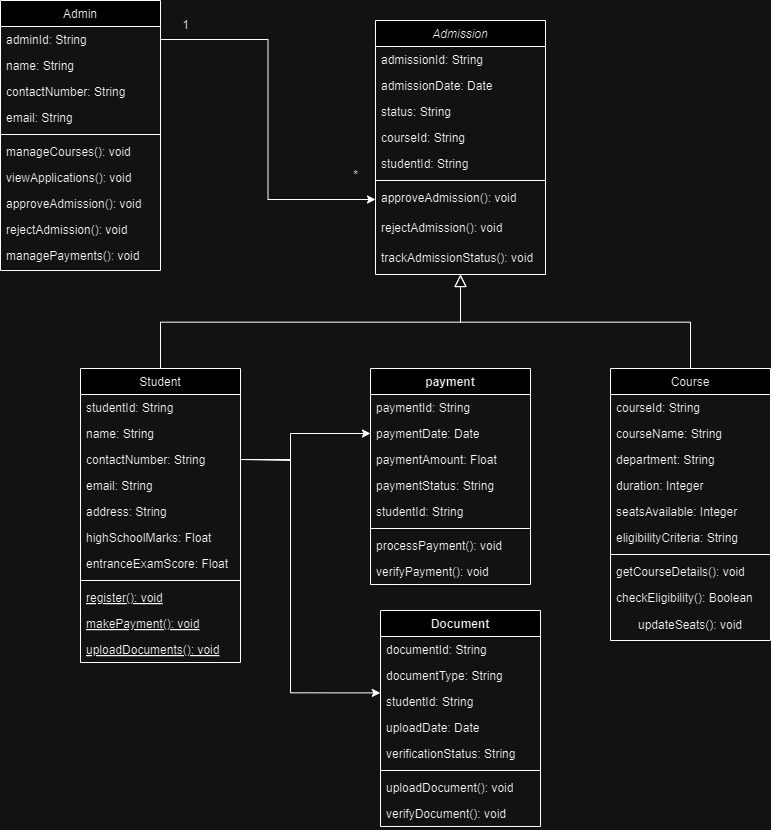 Admin
adminId: String
name: String
contactNumber: String
email: String
manageCourses(): void
viewApplications(): void
approveAdmission(): void
rejectAdmission(): void
managePayments(): void
1
*
Admission
admissionId: String
admissionDate: Date
status: String
courseId: String
studentId: String
approveAdmission(): void
rejectAdmission(): void
trackAdmissionStatus(): void
Student
studentId: String
name: String
contactNumber: String
email: String
address: String
highSchoolMarks: Float
entranceExamScore: Float
register(): void
makePayment(): void
uploadDocuments(): void
payment
paymentId: String
paymentDate: Date
paymentAmount: Float
paymentStatus: String
studentId: String
processPayment(): void
verifyPayment(): void
Course
courseId: String
courseName: String
department: String
duration: Integer
seatsAvailable: Integer
eligibilityCriteria: String
getCourseDetails(): void
checkEligibility(): Boolean
updateSeats(): void
Document
documentId: String
documentType: String
studentId: String
uploadDate: Date
verificationStatus: String
uploadDocument(): void
verifyDocument(): void